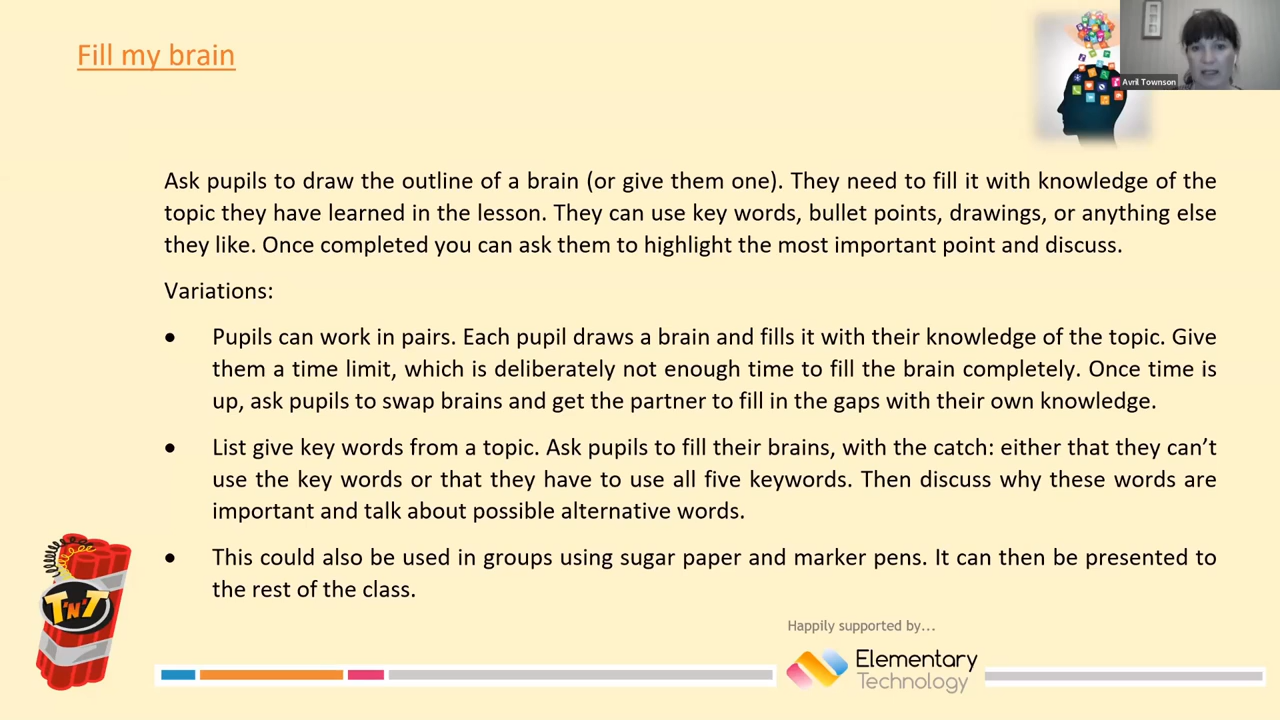 Fill my brain
Avril Townson
Ask pupils to draw the outline of a brain (or give them one). They need to fill it with knowledge of the
topic they have learned in the lesson. They can use key words, bullet points, drawings, or anything else
they like. Once completed you can ask them to highlight the most important point and discuss.
Variations:
• Pupils can work in pairs. Each pupil draws a brain and fills it with their knowledge of the topic. Give
them a time limit, which is deliberately not enough time to fill the brain completely. Once time is
up, ask pupils to swap brains and get the partner to fill in the gaps with their own knowledge.
• List give key words from a topic. Ask pupils to fill their brains, with the catch: either that they can’t
use the key words or that they have to use all five keywords. Then discuss why these words are
important and talk about possible alternative words.
• This could also be used in groups using sugar paper and marker pens. It can then be presented to
the rest of the class.
T'N'T
Happily supported by...
Elementary
Technology